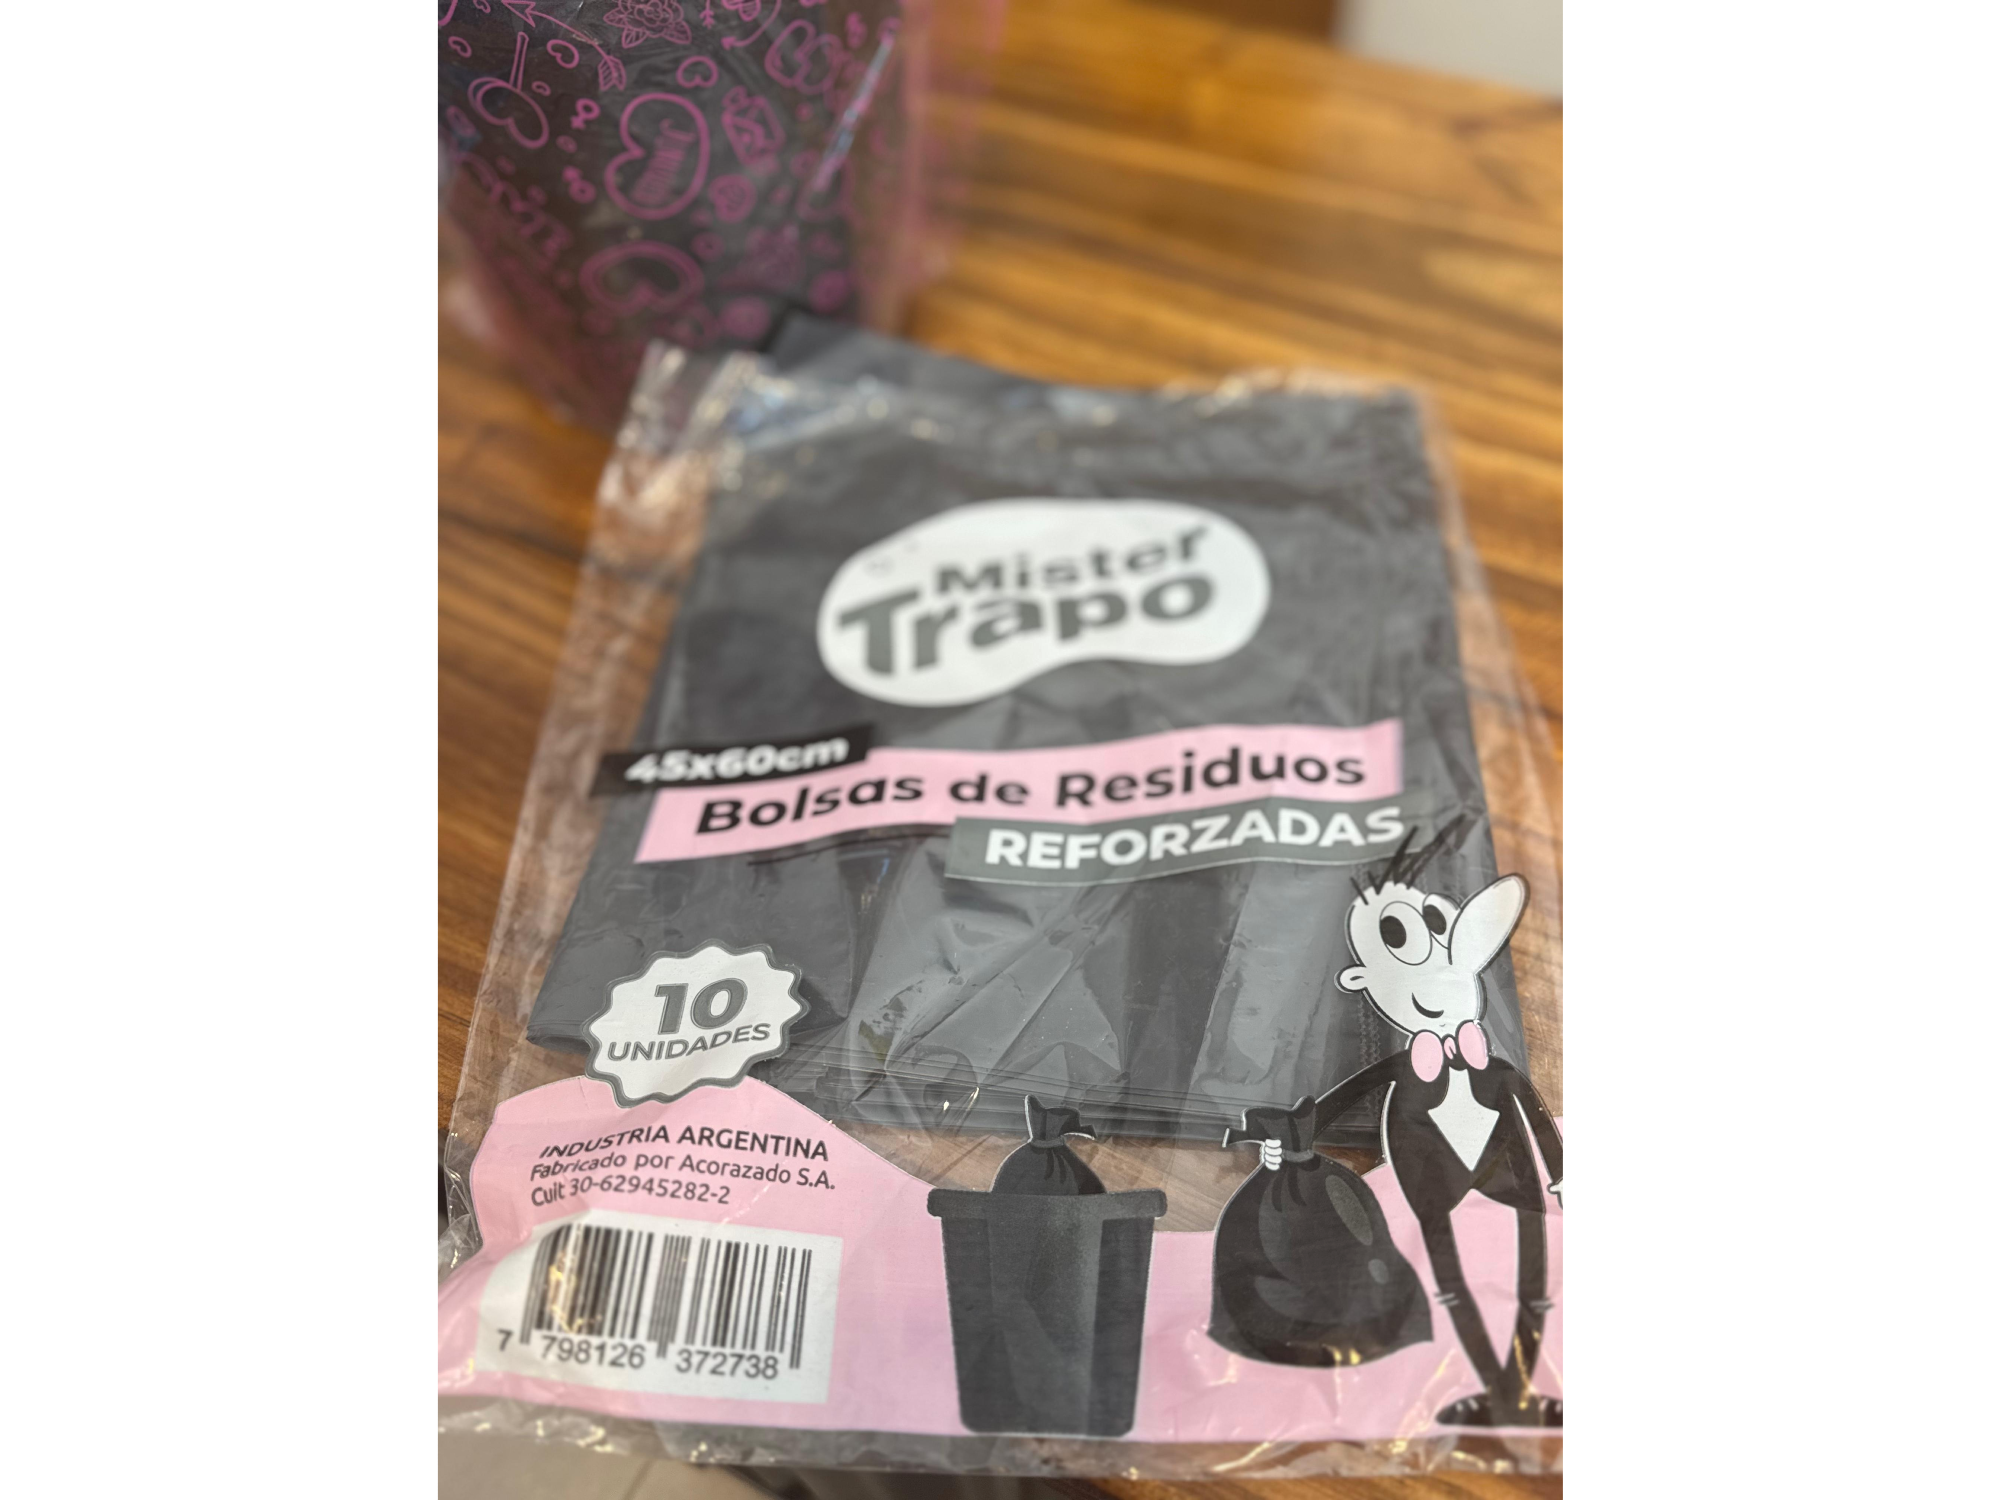 Mister
Trapo
45x60cm
Bolsas de Residuos
REFORZADAS
10
UNIDADES
INDUSTRIA ARGENTINA
Fabricado por Acorazado S.A.
Cuit 30-62945282-2
7 798126 372738